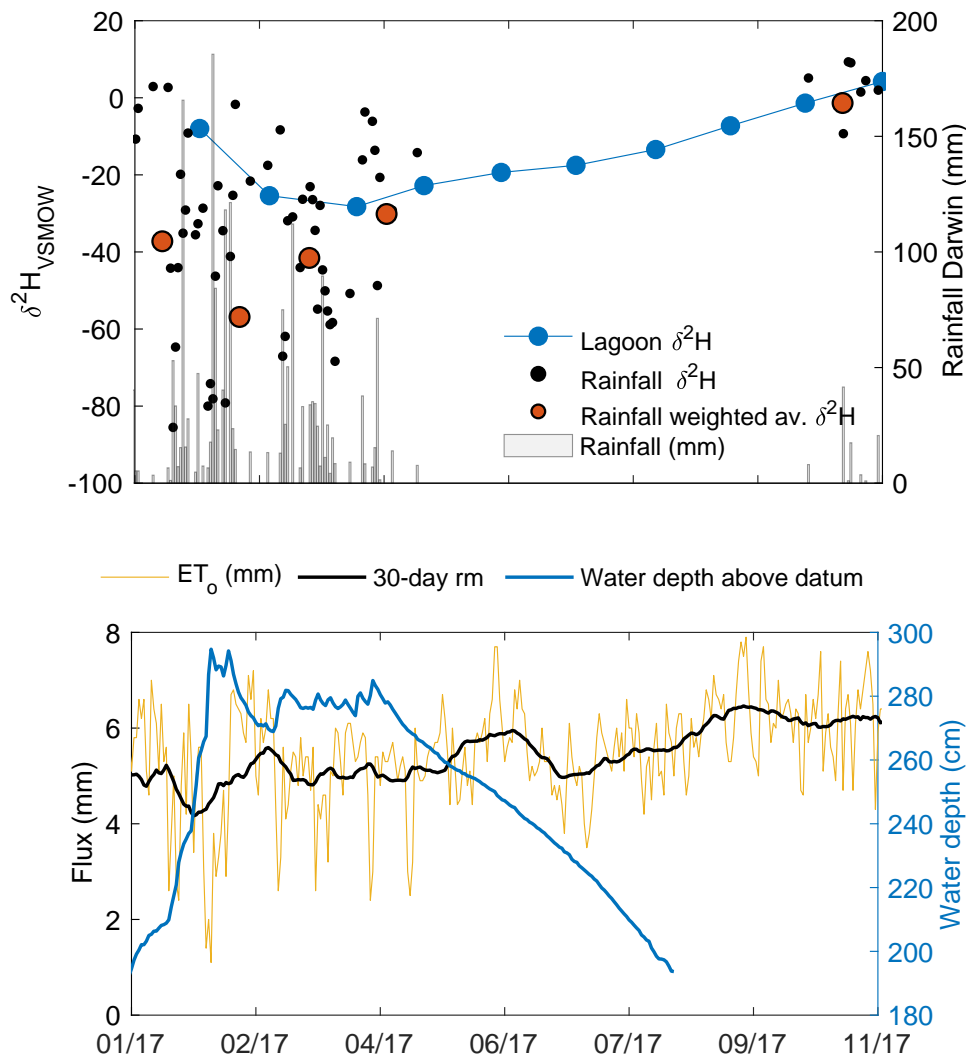 20
0
-20
-40
-60
-80
-100
δ²H_VSMOW
200
150
100
50
0
Rainfall Darwin (mm)
Lagoon δ²H
Rainfall δ²H
Rainfall weighted av. δ²H
Rainfall (mm)
ET_o (mm)
30-day rm
Water depth above datum
8
6
4
2
0
Flux (mm)
300
280
260
240
220
200
180
Water depth (cm)
01/17 02/17 04/17 06/17 07/17 09/17 11/17